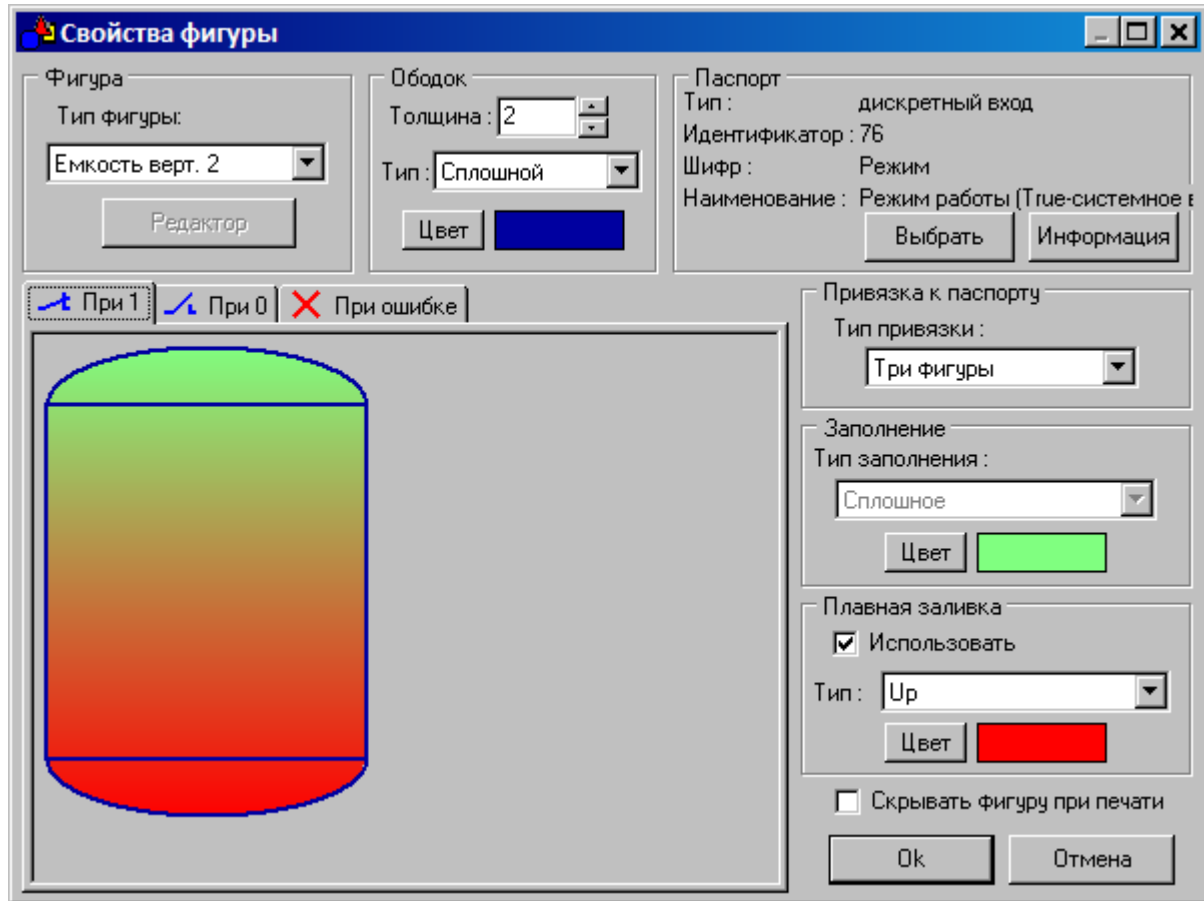 Свойства фигуры
Фигура
Тип фигуры:
Емкость верт. 2
Редактор
Ободок
Толщина : 2
Тип : Сплошной
Цвет
Паспорт
Тип : дискретный вход
Идентификатор : 76
Шифр : Режим
Наименование : Режим работы (True-системное в
Выбрать Информация
При 1 При 0 При ошибке
Привязка к паспорту
Тип привязки :
Три фигуры
Заполнение
Тип заполнения :
Сплошное
Цвет
Плавная заливка
Использовать
Тип : Up
Цвет
Скрывать фигуру при печати
Ok Отмена